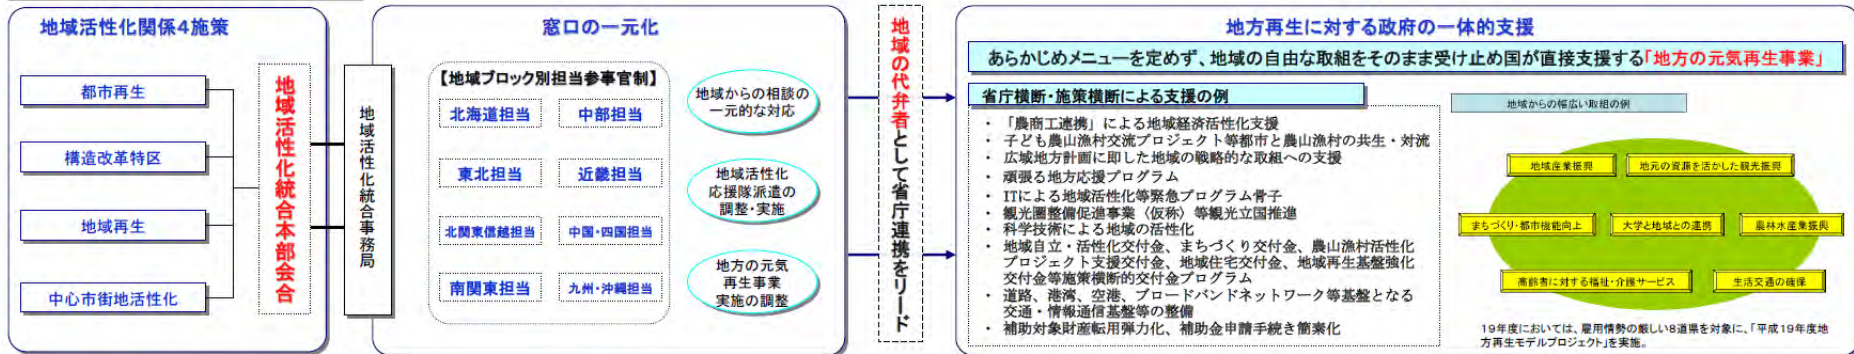 地域活性化関係4施策
都市再生
構造改革特区
地域再生
中心市街地活性化
地域活性化統合本部会合
地域活性化統合事務局
窓口の一元化
【地域ブロック別担当参事官制】
北海道担当
中部担当
東北担当
近畿担当
北関東信越担当
中国・四国担当
南関東担当
九州・沖縄担当
地域からの相談の
一元的な対応
地域活性化
応援隊派遣の
調整・実施
地方の元気
再生事業
実施の調整
地域の代弁者として省庁連携をリード
地方再生に対する政府の一体的支援
あらかじめメニューを定めず、地域の自由な取組をそのまま受け止め国が直接支援する「地方の元気再生事業」
省庁横断・施策横断による支援の例
・ 「農商工連携」による地域経済活性化支援
・ 子ども農山漁村交流プロジェクト等都市と農山漁村の共生・対流
・ 広域地方計画に即した地域の戦略的な取組への支援
・ 頑張る地方応援プログラム
・ ITによる地域活性化等緊急プログラム骨子
・ 観光圏整備促進事業（仮称）等観光立国推進
・ 科学技術による地域の活性化
・ 地域自立・活性化交付金、まちづくり交付金、農山漁村活性化
プロジェクト支援交付金、地域住宅交付金、地域再生基盤強化
交付金等施策横断的交付金プログラム
・ 道路、港湾、空港、ブロードバンドネットワーク等基盤となる
交通・情報通信基盤等の整備
・ 補助対象財産転用弾力化、補助金申請手続き簡素化
地域からの幅広い取組の例
地域産業振興
地元の資源を活かした観光振興
まちづくり・都市機能向上
大学と地域との連携
農林水産業振興
高齢者に対する福祉・介護サービス
生活交通の確保
19年度においては、雇用情勢の厳しい8道県を対象に、「平成19年度地
方再生モデルプロジェクト」を実施。